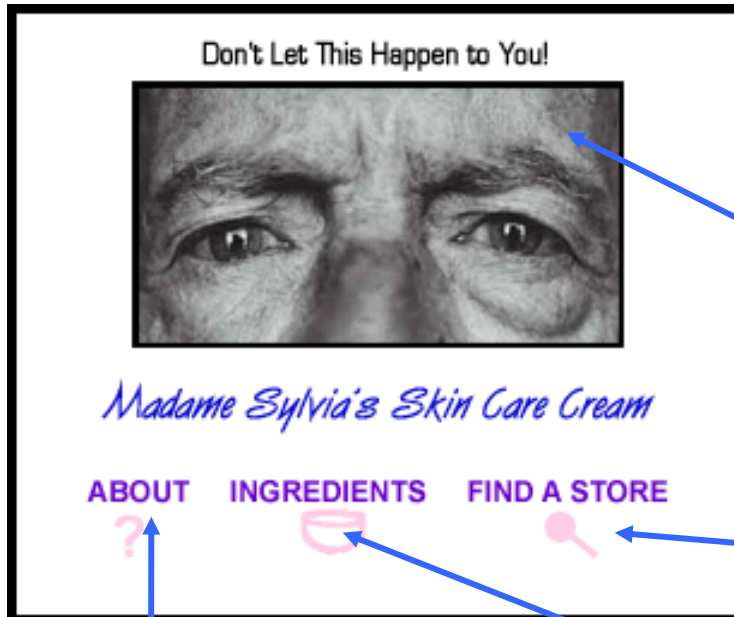 Don't Let This Happen to You!
Madame Sylvia's Skin Care Cream
ABOUT INGREDIENTS FIND A STORE
?